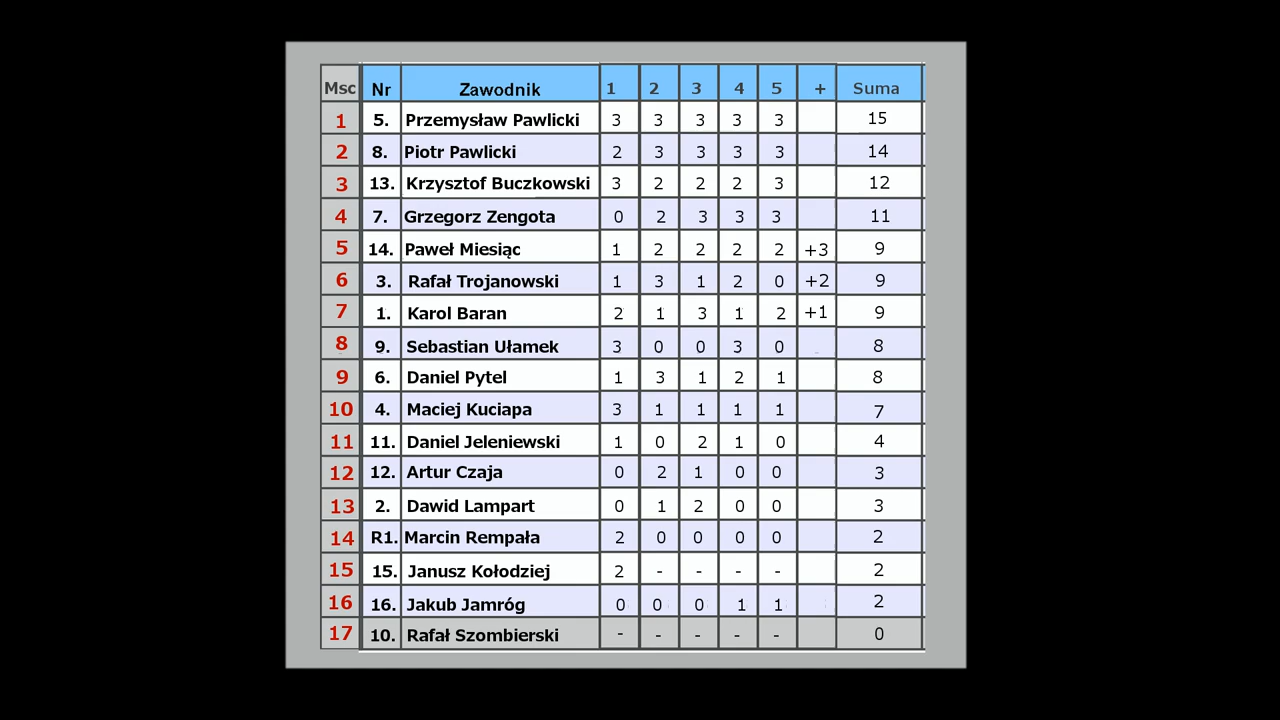 Msc Nr Zawodnik 1 2 3 4 5 + Suma
1 5. Przemysław Pawlicki 3 3 3 3 3 15
2 8. Piotr Pawlicki 2 3 3 3 3 14
3 13. Krzysztof Buczkowski 3 2 2 2 3 12
4 7. Grzegorz Zengota 0 2 3 3 3 11
5 14. Paweł Miesiąc 1 2 2 2 2 +3 9
6 3. Rafał Trojanowski 1 3 1 2 0 +2 9
7 1. Karol Baran 2 1 3 1 2 +1 9
8 9. Sebastian Ułamek 3 0 0 3 0 8
9 6. Daniel Pytel 1 3 1 2 1 8
10 4. Maciej Kuciapa 3 1 1 1 1 7
11 11. Daniel Jeleniewski 1 0 2 1 0 4
12 12. Artur Czaja 0 2 1 0 0 3
13 2. Dawid Lampart 0 1 2 0 0 3
14 R1. Marcin Rempała 2 0 0 0 0 2
15 15. Janusz Kołodziej 2 - - - - 2
16 16. Jakub Jamróg 0 0 0 1 1 2
17 10. Rafał Szombierski - - - - - 0